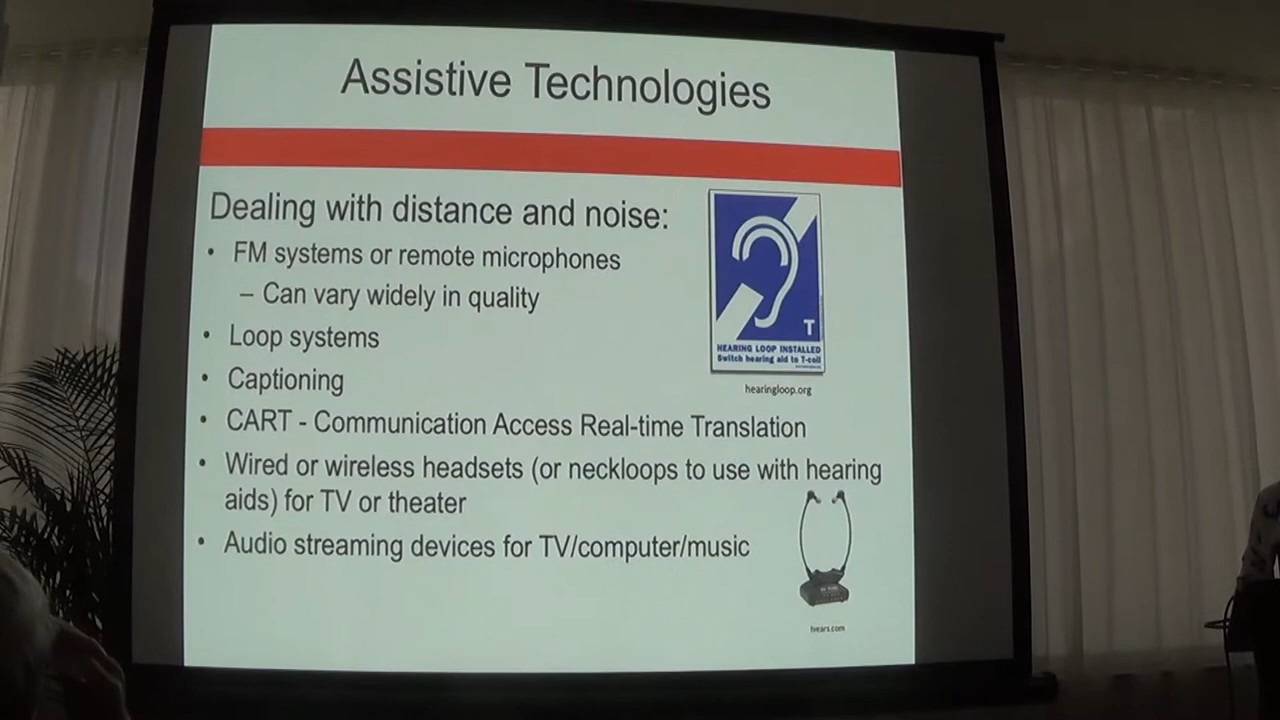 Assistive Technologies
Dealing with distance and noise:
• FM systems or remote microphones
– Can vary widely in quality
• Loop systems
• Captioning
• CART - Communication Access Real-time Translation
• Wired or wireless headsets (or neckloops to use with hearing
aids) for TV or theater
• Audio streaming devices for TV/computer/music
T
HEARING LOOP INSTALLED
Switch hearing aid to T-coil
hearingloop.org
tvears.com